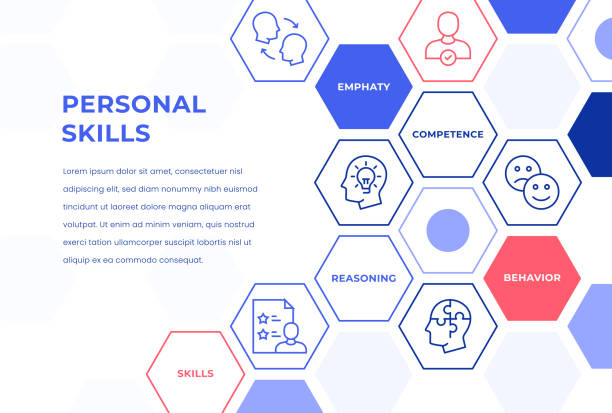 PERSONAL
SKILLS
Lorem ipsum dolor sit amet, consectetuer nisl
adipiscing elit, sed diam nonummy nibh euismod
tincidunt ut laoreet dolore magna aliquam erat
volutpat. Ut enim ad minim veniam, quis nostrud
exerci tation ullamcorper suscipit lobortis nisl ut
aliquip ex ea commodo consequat.
EMPHATY
COMPETENCE
REASONING
BEHAVIOR
SKILLS